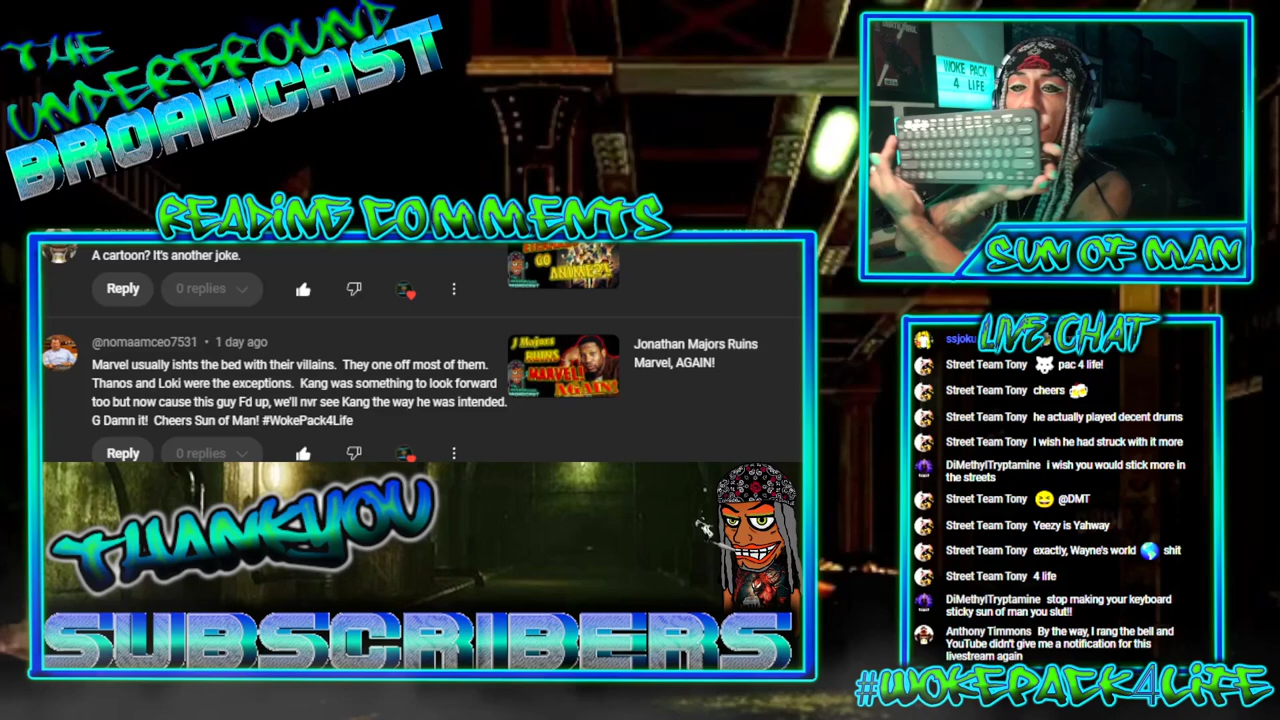 THE
UNDERGROUND
BROADCAST
READING COMMENTS
A cartoon? It's another joke.
Reply
0 replies
GO
ANIME?!
@nomaamceo7531 • 1 day ago
Marvel usually ishts the bed with their villains. They one off most of them.
Thanos and Loki were the exceptions. Kang was something to look forward
too but now cause this guy Fd up, we'll nvr see Kang the way he was intended.
G Damn it! Cheers Sun of Man! #WokePack4Life
Reply
0 replies
J Majors
RUINS
MARVEL!
AGAIN!
Jonathan Majors Ruins
Marvel, AGAIN!
THANKYOU
SUBSCRIBERS
WOKE PACK
4 LIFE
SUN OF MAN
LIVE CHAT
ssjoku
Street Team Tony 🐺 pac 4 life!
Street Team Tony cheers 🍻
Street Team Tony he actually played decent drums
Street Team Tony I wish he had struck with it more
DiMethylTryptamine i wish you would stick more in
the streets
Street Team Tony 😆 @DMT
Street Team Tony Yeezy is Yahway
Street Team Tony exactly, Wayne's world 🌎 shit
Street Team Tony 4 life
DiMethylTryptamine stop making your keyboard
sticky sun of man you slut!!
Anthony Timmons By the way, I rang the bell and
YouTube didn't give me a notification for this
livestream again
#WOKEPACK4LIFE